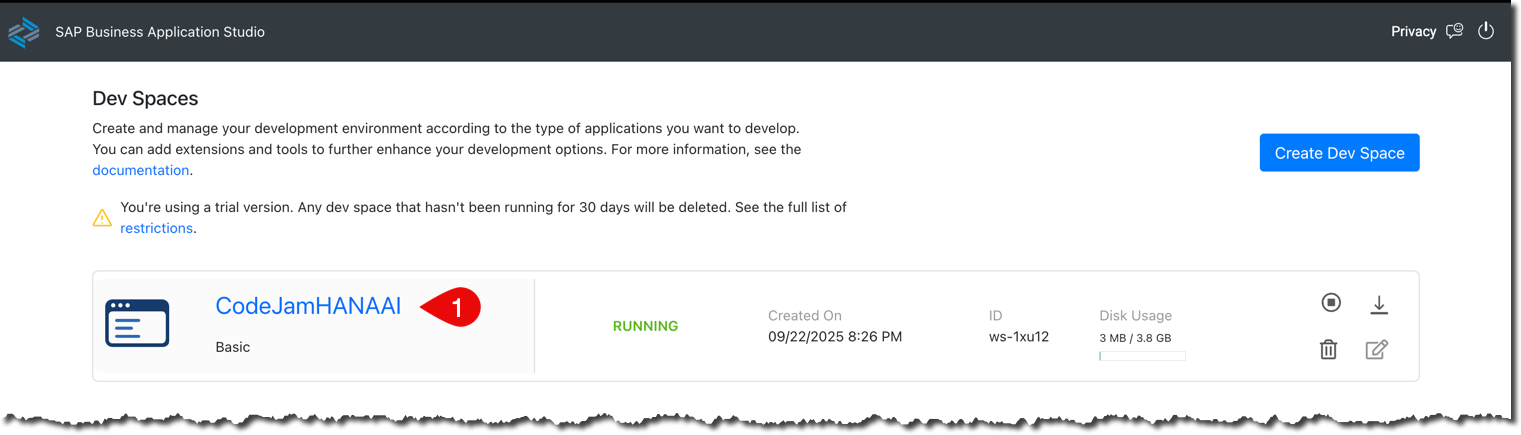 SAP Business Application Studio
Privacy
Dev Spaces
Create and manage your development environment according to the type of applications you want to develop.
You can add extensions and tools to further enhance your development options. For more information, see the
documentation.
Create Dev Space
You're using a trial version. Any dev space that hasn't been running for 30 days will be deleted. See the full list of
restrictions.
CodeJamHANAAI
1
Basic
RUNNING
Created On
09/22/2025 8:26 PM
ID
ws-1xu12
Disk Usage
3 MB / 3.8 GB